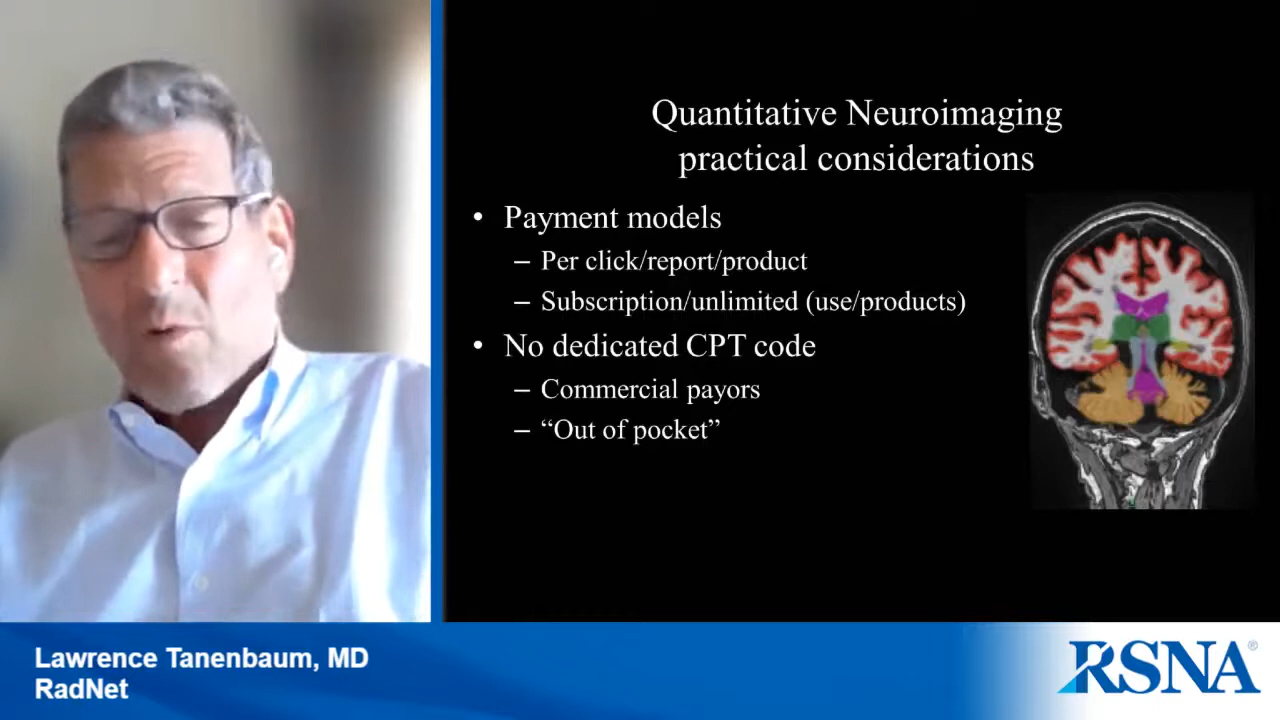 Quantitative Neuroimaging
practical considerations
• Payment models
– Per click/report/product
– Subscription/unlimited (use/products)
• No dedicated CPT code
– Commercial payors
– “Out of pocket”
Lawrence Tanenbaum, MD
RadNet
RSNA®